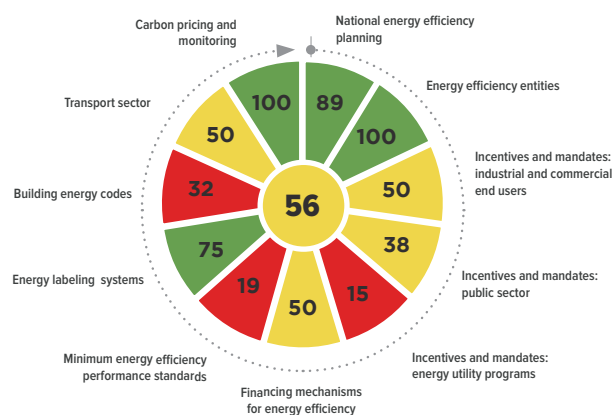 Carbon pricing and
monitoring
National energy efficiency
planning
Energy efficiency entities
Incentives and mandates:
industrial and commercial
end users
Incentives and mandates:
public sector
Incentives and mandates:
energy utility programs
Financing mechanisms
for energy efficiency
Minimum energy efficiency
performance standards
Energy labeling systems
Building energy codes
Transport sector
100
89
100
50
38
15
50
19
75
32
50
56